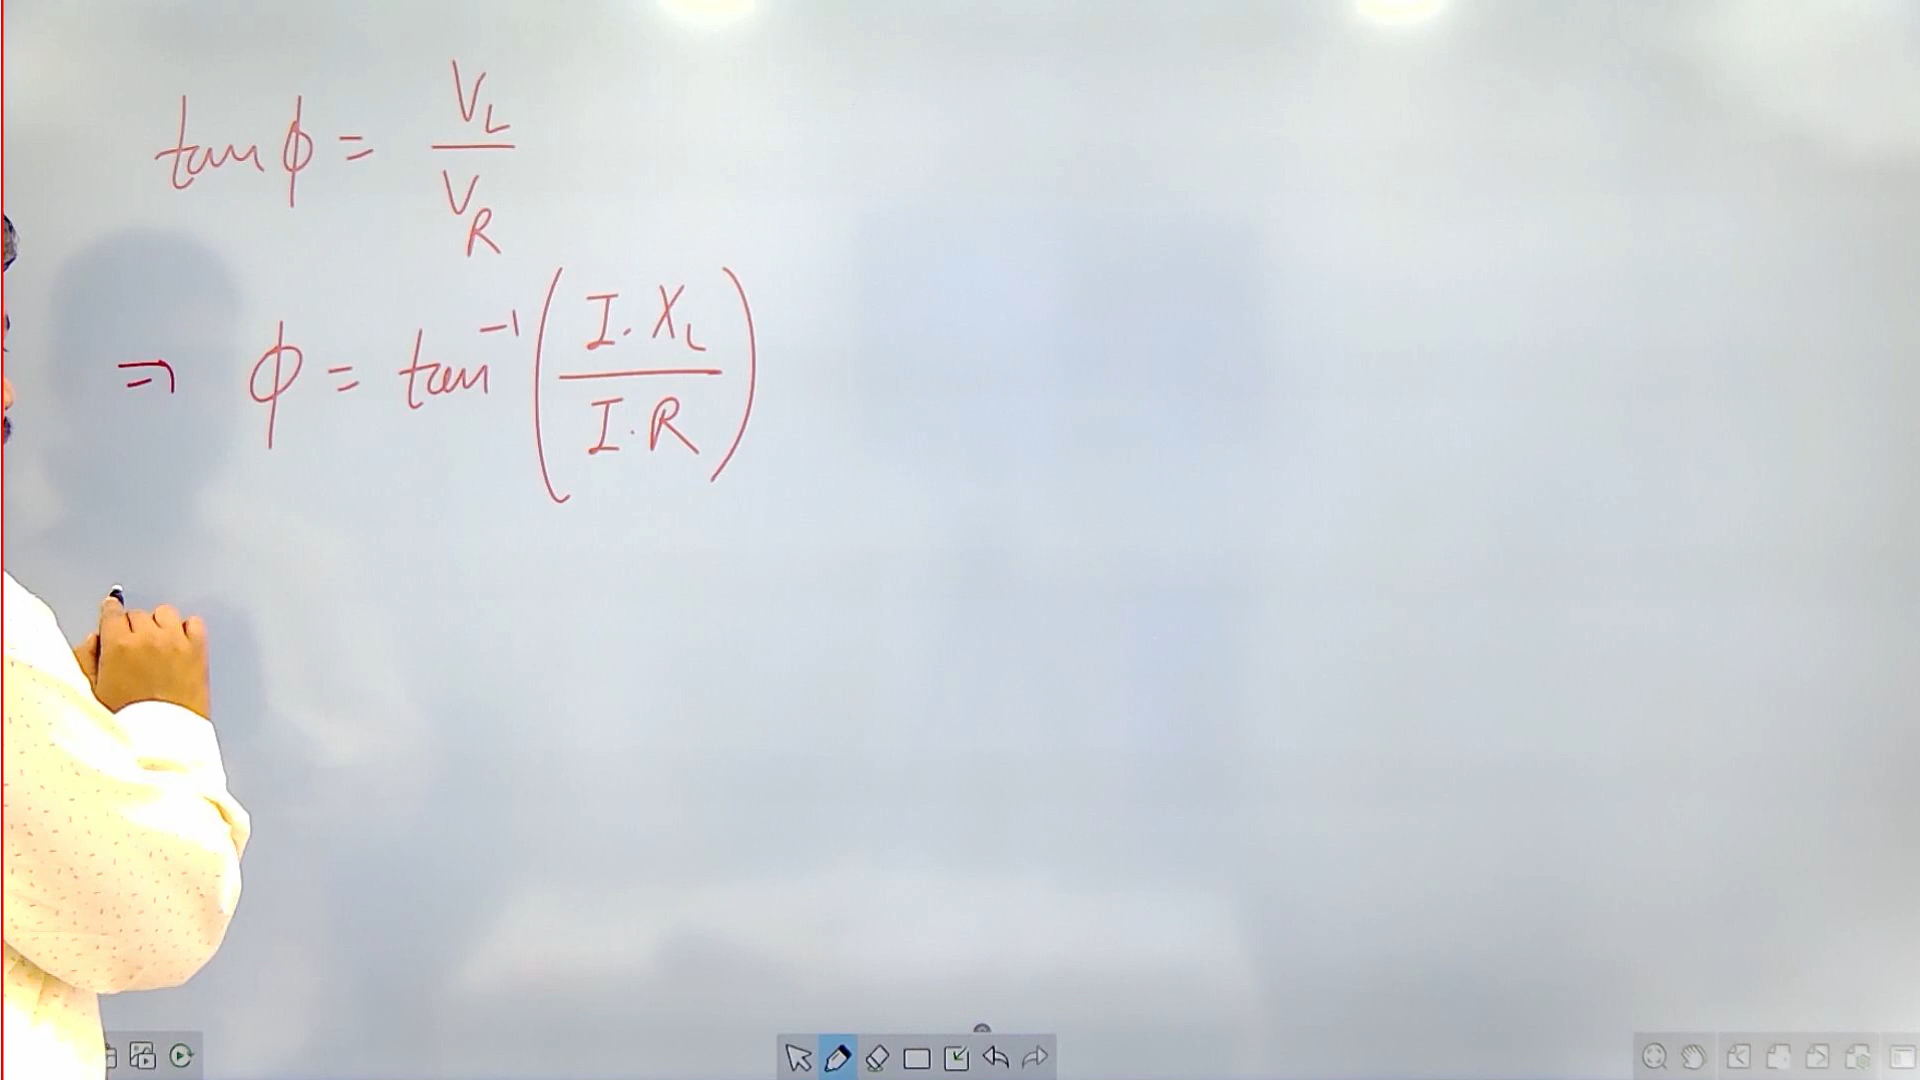 tan φ = V_L / V_R
⇒ φ = tan⁻¹ ( I · X_L / I · R )